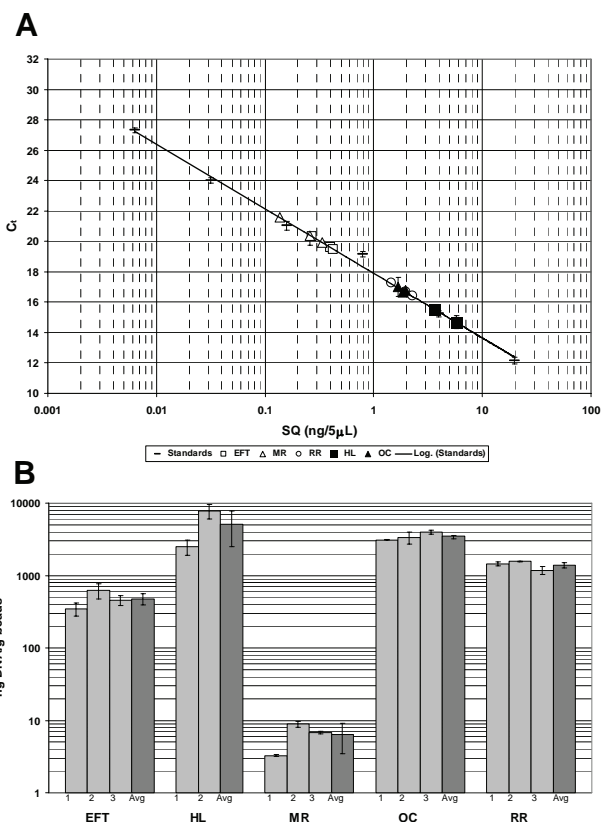 A
32
30
28
26
24
22
20
18
16
14
12
10
Ct
0.001 0.01 0.1 1 10 100
SQ (ng/5µL)
Standards EFT MR RR HL OC Log. (Standards)
B
10000
1000
100
10
1
1 2 3 Avg 1 2 Avg 1 2 3 Avg 1 2 3 Avg 1 2 3 Avg
EFT HL MR OC RR